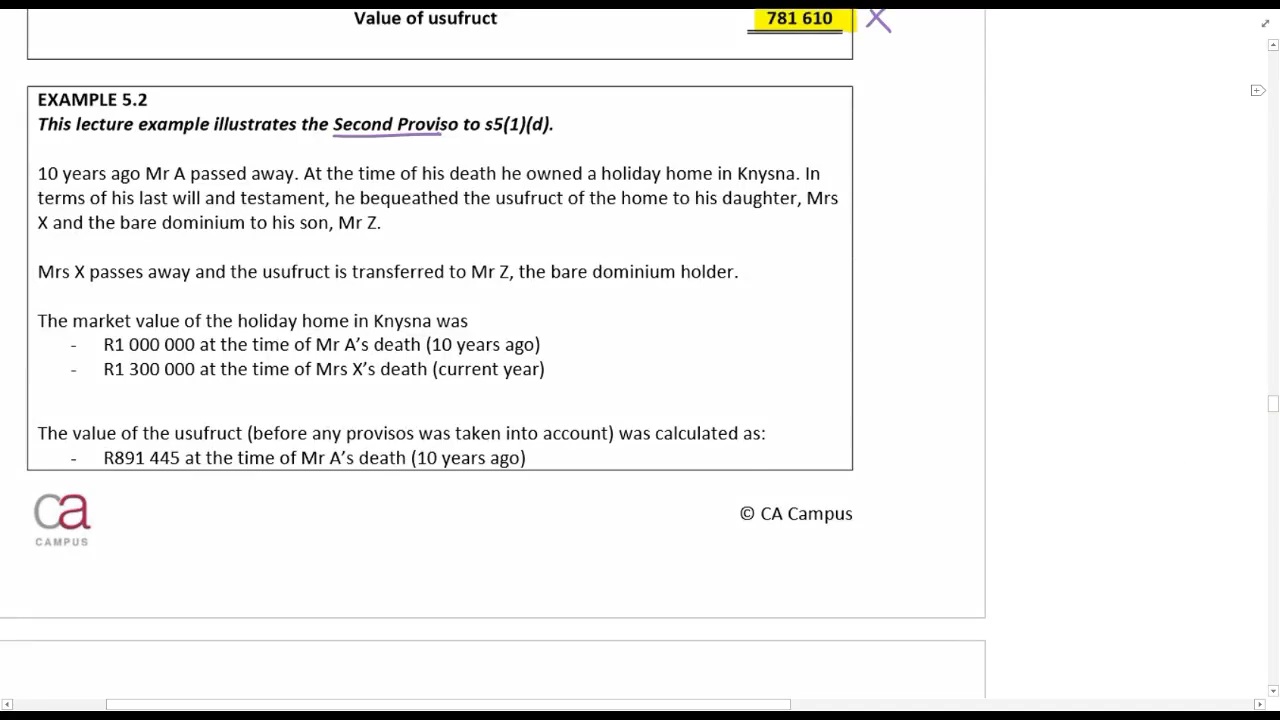 Value of usufruct 781 610
EXAMPLE 5.2
This lecture example illustrates the Second Proviso to s5(1)(d).
10 years ago Mr A passed away. At the time of his death he owned a holiday home in Knysna. In
terms of his last will and testament, he bequeathed the usufruct of the home to his daughter, Mrs
X and the bare dominium to his son, Mr Z.
Mrs X passes away and the usufruct is transferred to Mr Z, the bare dominium holder.
The market value of the holiday home in Knysna was
- R1 000 000 at the time of Mr A's death (10 years ago)
- R1 300 000 at the time of Mrs X's death (current year)
The value of the usufruct (before any provisos was taken into account) was calculated as:
- R891 445 at the time of Mr A's death (10 years ago)
ca
CAMPUS
© CA Campus